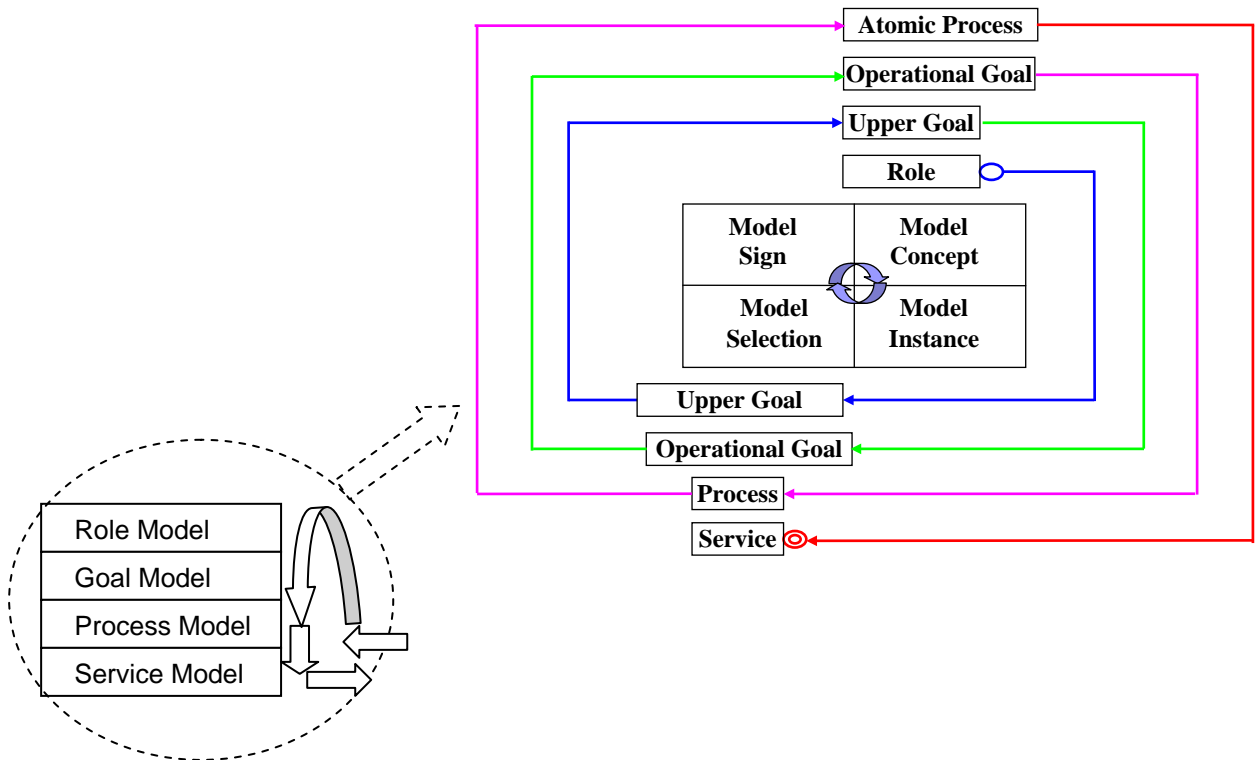 Atomic Process
Operational Goal
Upper Goal
Role
Model
Sign
Model
Concept
Model
Selection
Model
Instance
Upper Goal
Operational Goal
Process
Service
Role Model
Goal Model
Process Model
Service Model